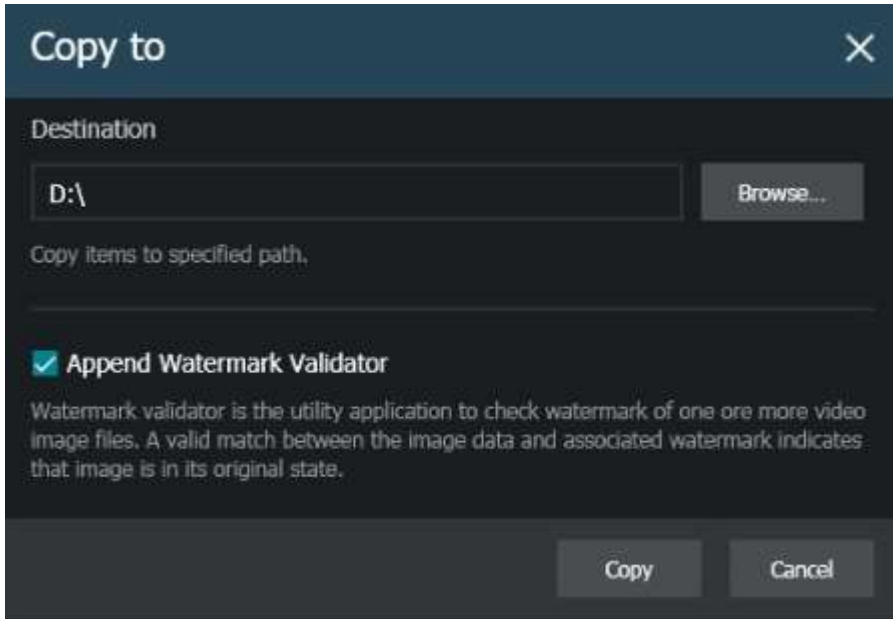 Copy to
Destination
D:\
Browse...
Copy items to specified path.
Append Watermark Validator
Watermark validator is the utility application to check watermark of one ore more video
image files. A valid match between the image data and associated watermark indicates
that image is in its original state.
Copy
Cancel